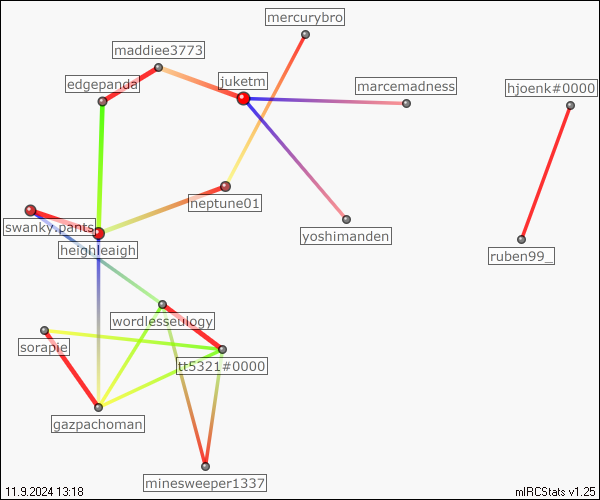 mercurybro
maddiee3773
edgepanda
juketm
marcemadness
hjoenk#0000
neptune01
swanky.pants
heighleaigh
yoshimanden
ruben99_
wordlesseulogy
sorapie
tt5321#0000
gazpachoman
minesweeper1337
11.9.2024 13:18
mIRCStats v1.25